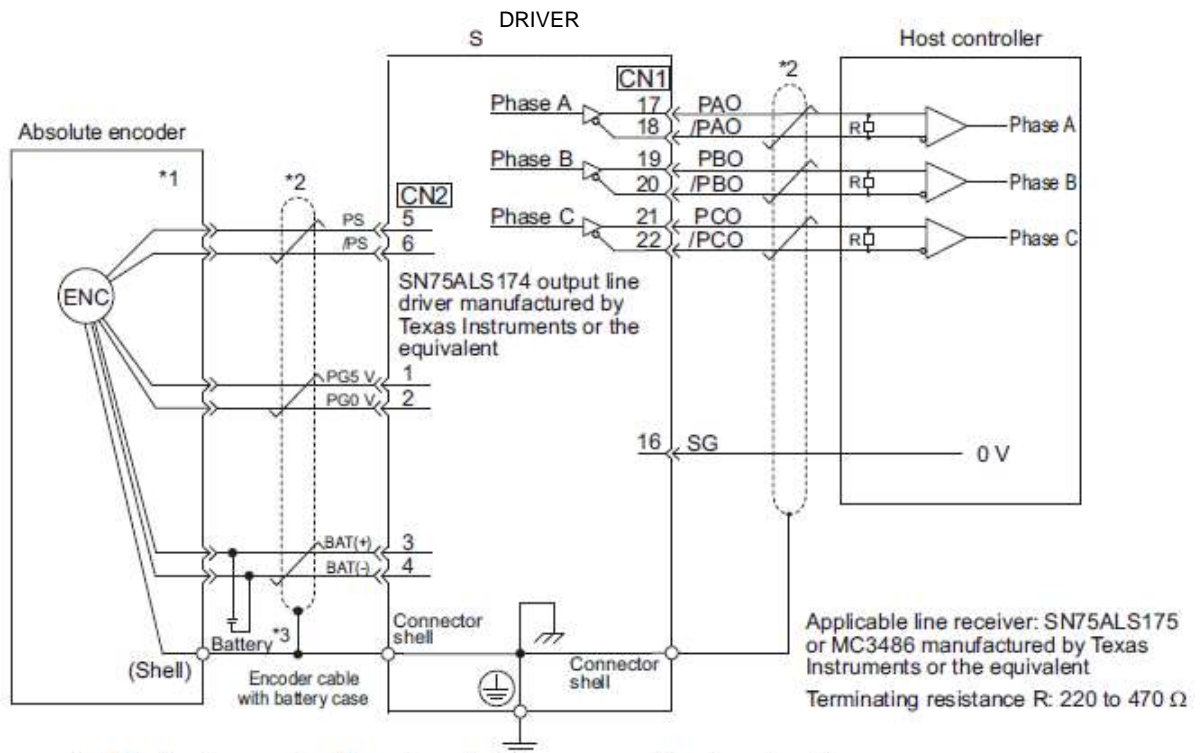 DRIVER
S
Host controller
CN1
*2
Phase A
17
PAO
18
/PAO
R
Phase A
Absolute encoder
*1
*2
CN2
Phase B
19
PBO
20
/PBO
R
Phase B
PS
5
/PS
6
Phase C
21
PCO
22
/PCO
R
Phase C
ENC
SN75ALS174 output line
driver manufactured by
Texas Instruments or the
equivalent
PG5 V
1
PG0 V
2
16
SG
0 V
BAT(+)
3
BAT(-)
4
Battery
*3
(Shell)
Encoder cable
with battery case
Connector
shell
Connector
shell
Applicable line receiver: SN75ALS175
or MC3486 manufactured by Texas
Instruments or the equivalent
Terminating resistance R: 220 to 470 Ω